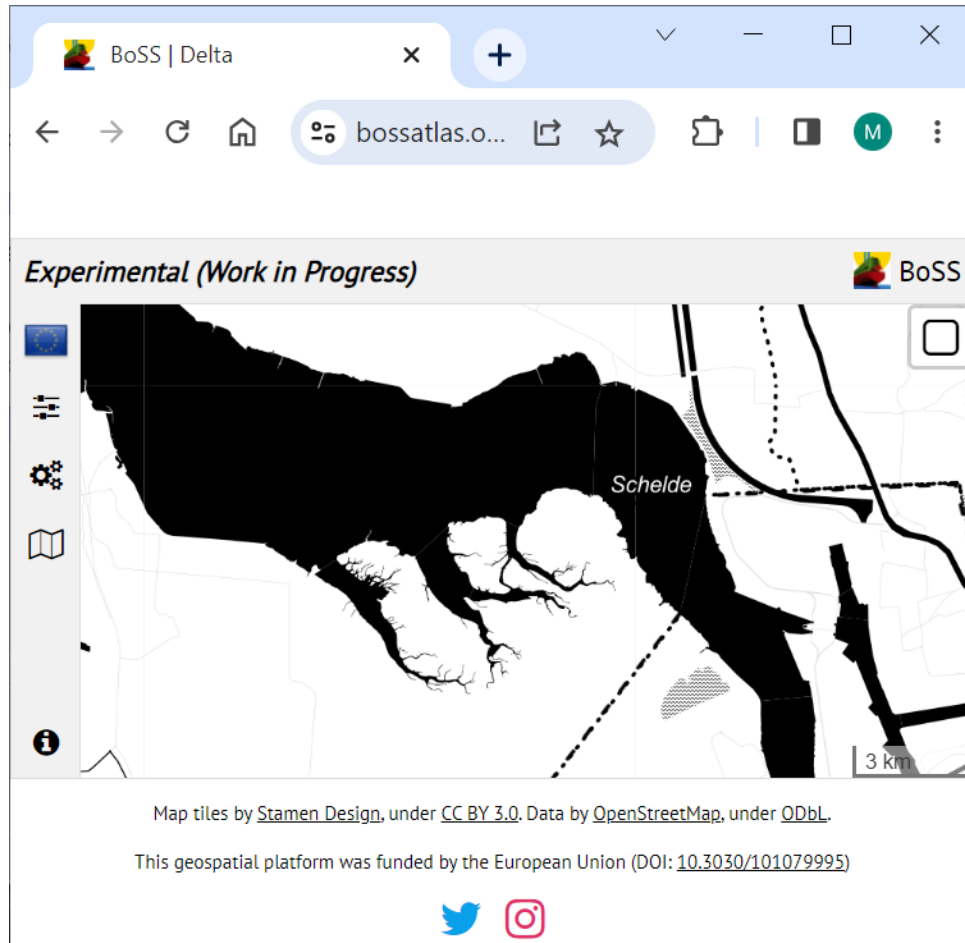 BoSS | Delta
bossatlas.o...
M
Experimental (Work in Progress)
BoSS
Schelde
3 km
Map tiles by Stamen Design, under CC BY 3.0. Data by OpenStreetMap, under ODbL.
This geospatial platform was funded by the European Union (DOI: 10.3030/101079995)